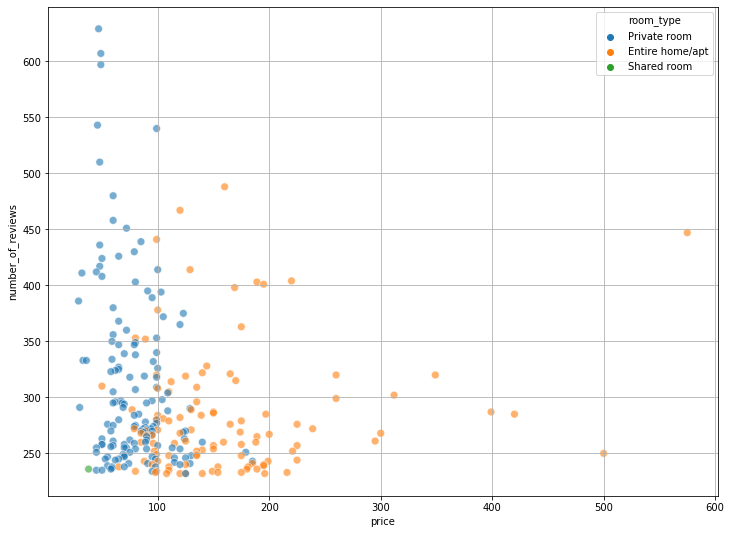 room_type
Private room
Entire home/apt
Shared room
600
550
500
450
400
350
300
250
number_of_reviews
100
200
300
400
500
600
price